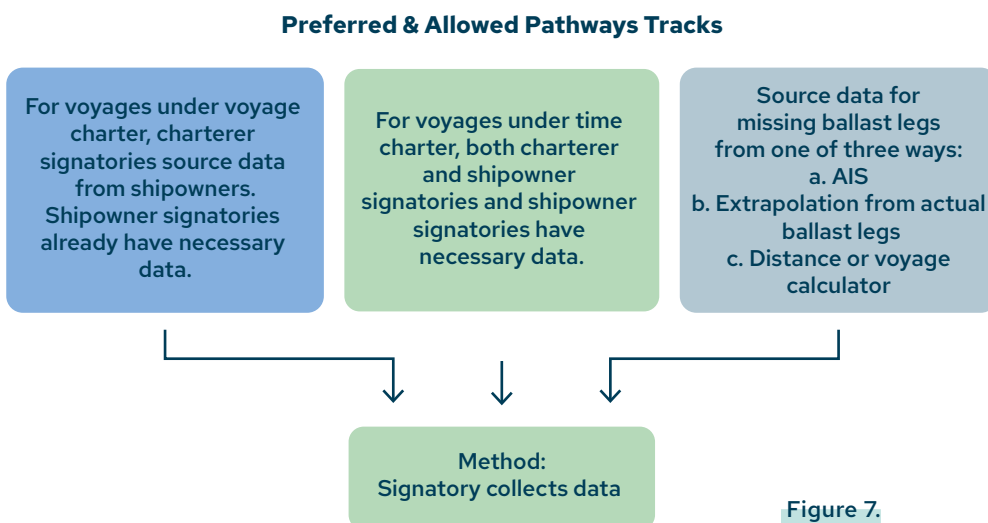 Preferred & Allowed Pathways Tracks
For voyages under voyage
charter, charterer
signatories source data
from shipowners.
Shipowner signatories
already have necessary
data.
For voyages under time
charter, both charterer
and shipowner
signatories and shipowner
signatories have
necessary data.
Source data for
missing ballast legs
from one of three ways:
a. AIS
b. Extrapolation from actual
ballast legs
c. Distance or voyage
calculator
Method:
Signatory collects data
Figure 7.